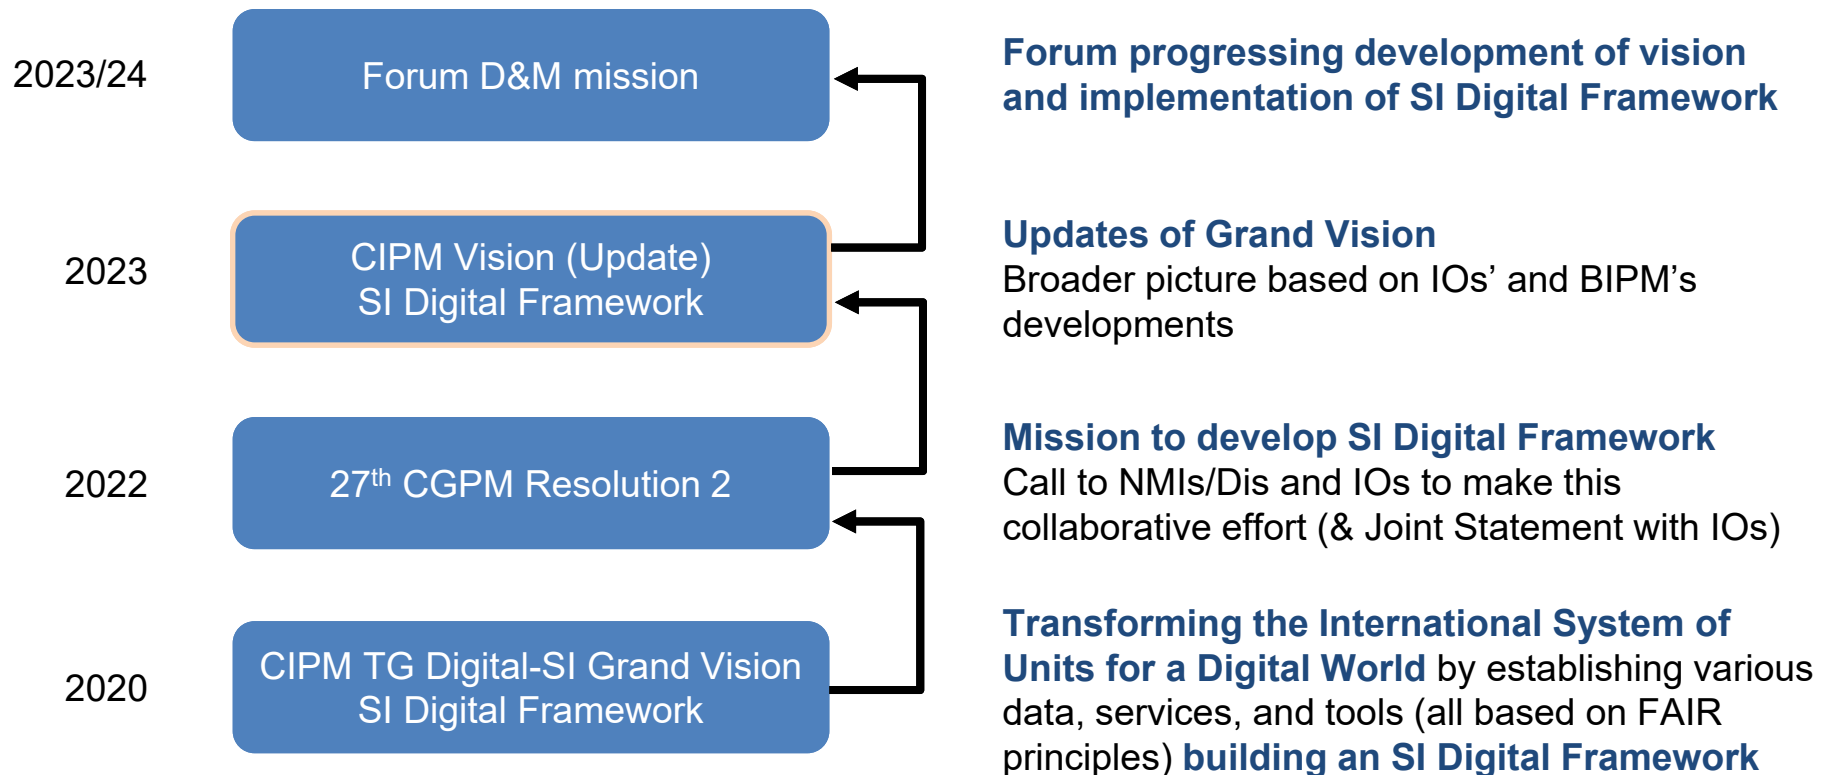 2023/24
Forum D&M mission
Forum progressing development of vision
and implementation of SI Digital Framework
2023
CIPM Vision (Update)
SI Digital Framework
Updates of Grand Vision
Broader picture based on IOs’ and BIPM’s
developments
2022
27th CGPM Resolution 2
Mission to develop SI Digital Framework
Call to NMIs/Dis and IOs to make this
collaborative effort (& Joint Statement with IOs)
2020
CIPM TG Digital-SI Grand Vision
SI Digital Framework
Transforming the International System of
Units for a Digital World by establishing various
data, services, and tools (all based on FAIR
principles) building an SI Digital Framework